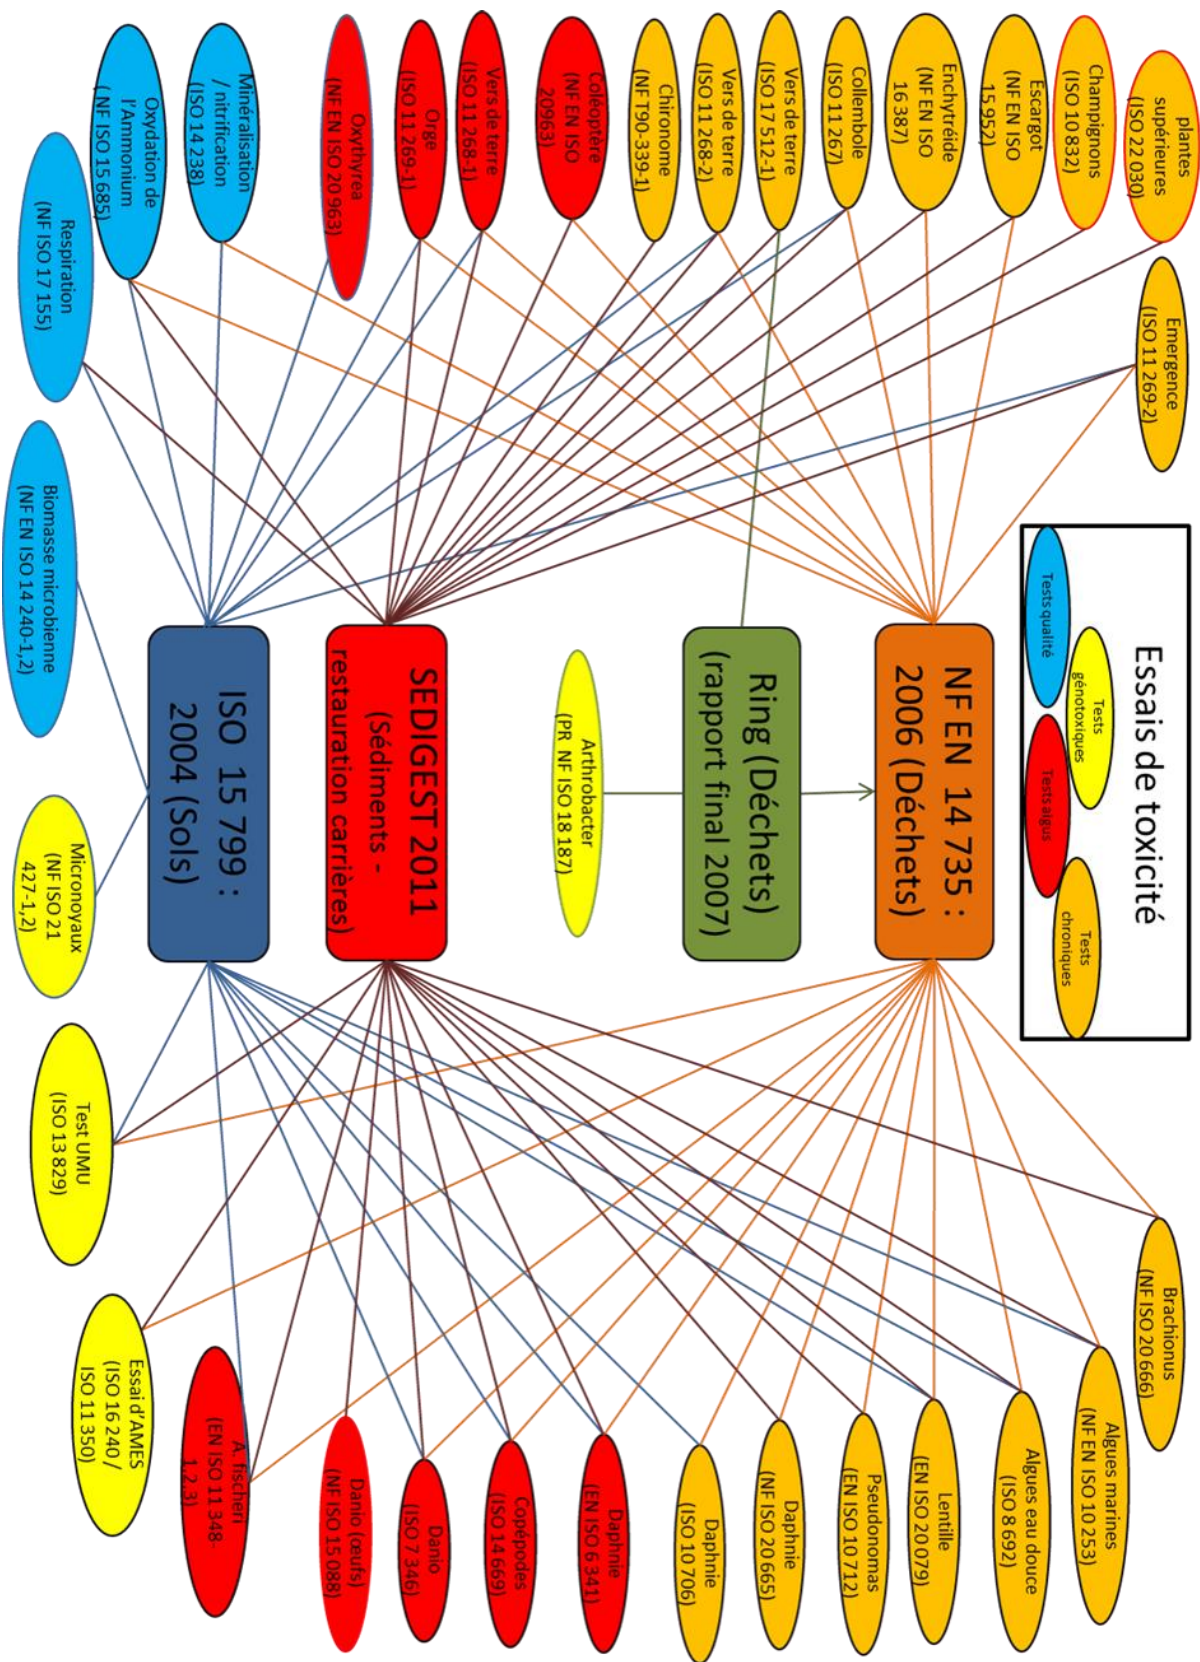 Essais de toxicité
Tests
génotoxiques
Tests
chroniques
Tests qualité
Tests aigus
plantes
supérieures
(ISO 22 030)
Champignons
(ISO 10 832)
Escargot
(NF EN ISO
15 952)
Enchytréide
(NF EN ISO
16 387)
Collembole
(ISO 11 267)
Vers de terre
(ISO 17 512-1)
Vers de terre
(ISO 11 268-2)
Chironome
(NF T90-339-1)
Coléoptère
(NF EN ISO
20963)
Vers de terre
(ISO 11 268-1)
Orge
(ISO 11 269-1)
Oxythyrea
(NF EN ISO 20 963)
Minéralisation
/ nitrification
(ISO 14 238)
Oxydation de
l'Ammonium
( NF ISO 15 685)
Emergence
(ISO 11 269-2)
Respiration
(NF ISO 17 155)
Biomasse microbienne
(NF EN ISO 14 240-1,2)
Micronoyaux
(NF ISO 21
427-1,2)
Test UMU
(ISO 13 829)
Essai d'AMES
(ISO 16 240 /
ISO 11 350)
NF EN 14 735 :
2006 (Déchets)
Ring (Déchets)
(rapport final 2007)
Arthrobacter
(PR NF ISO 18 187)
SEDIGEST 2011
(Sédiments -
restauration carrières)
ISO 15 799 :
2004 (Sols)
Brachionus
(NF ISO 20 666)
Algues marines
(NF EN ISO 10 253)
Algues eau douce
(ISO 8 692)
Lentille
(EN ISO 20 079)
Pseudonomas
(EN ISO 10 712)
Daphnie
(NF ISO 20 665)
Daphnie
(ISO 10 706)
Daphnie
(EN ISO 6 341)
Copépodes
(ISO 14 669)
Danio
(ISO 7 346)
Danio (œufs)
(NF ISO 15 088)
A. fischeri
(EN ISO 11 348-
1,2,3)